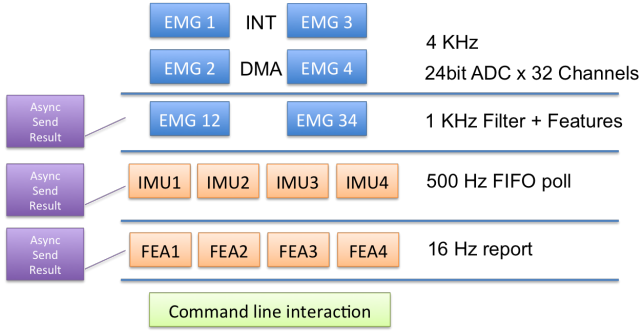 EMG 1 INT EMG 3
4 KHz
EMG 2 DMA EMG 4
24bit ADC x 32 Channels
Async
Send
Result
EMG 12 EMG 34 1 KHz Filter + Features
Async
Send
Result
IMU1 IMU2 IMU3 IMU4 500 Hz FIFO poll
Async
Send
Result
FEA1 FEA2 FEA3 FEA4 16 Hz report
Command line interaction